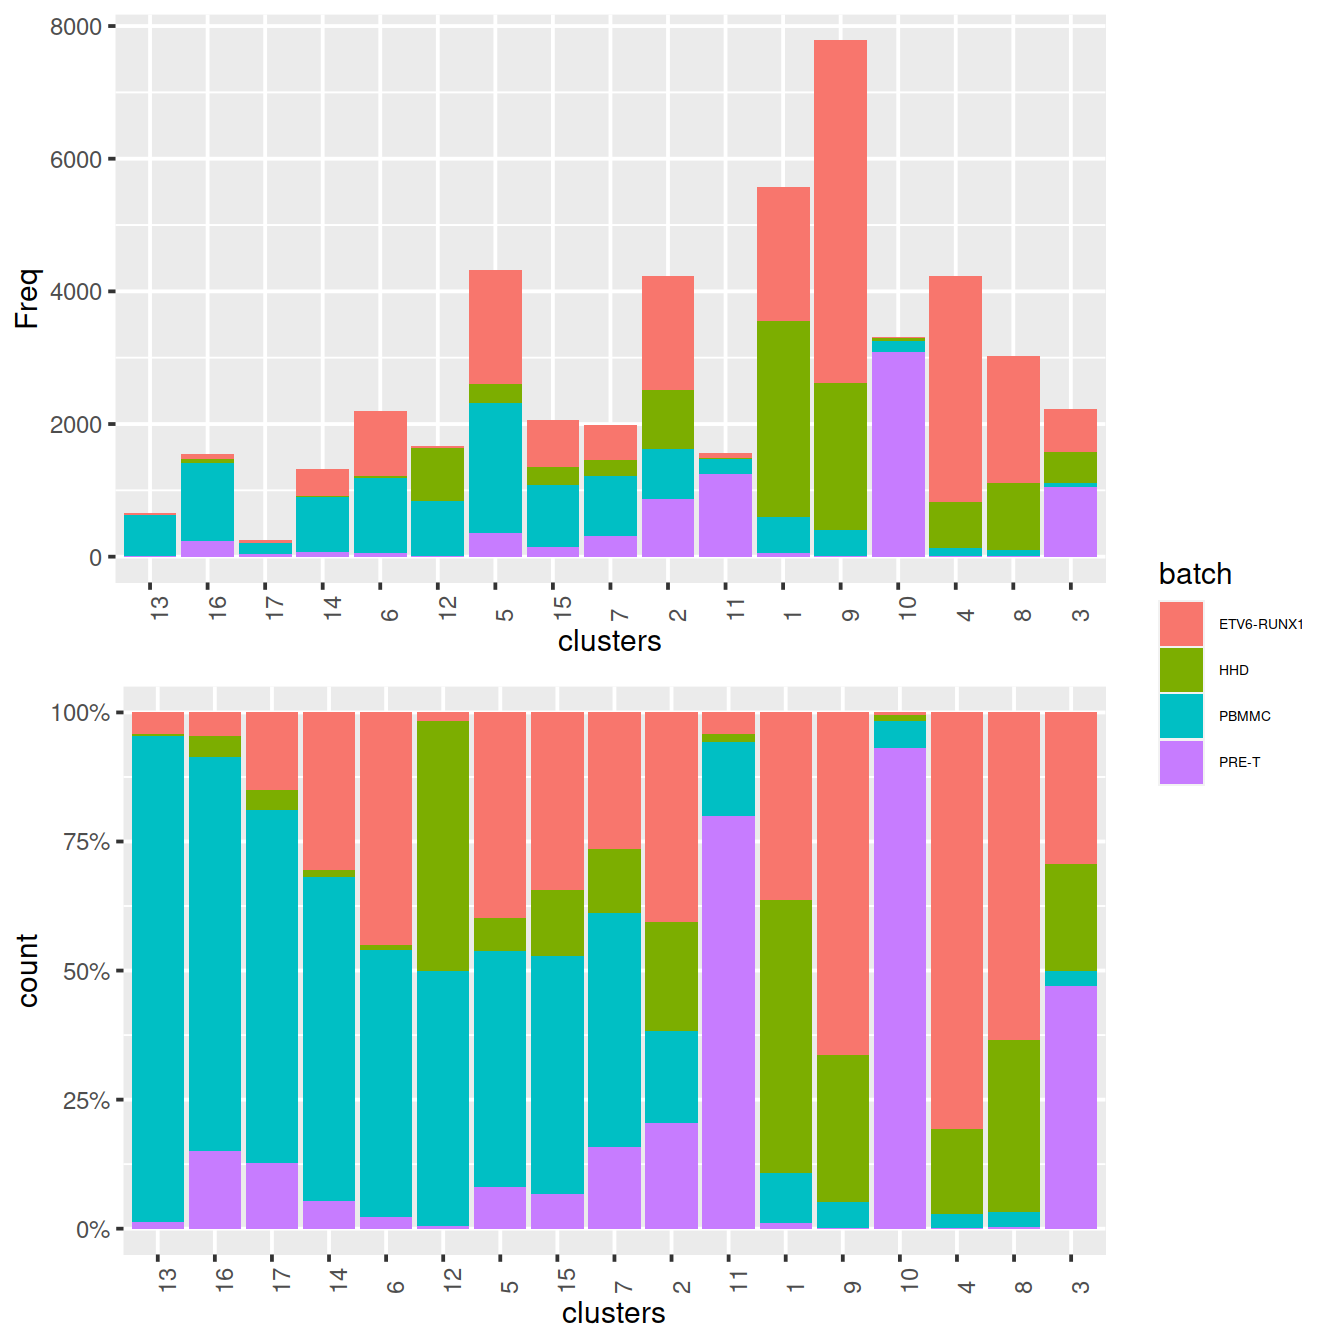 8000
6000
4000
2000
0
Freq
13 16 17 14 6 12 5 15 7 2 11 1 9 10 4 8 3
clusters
batch
ETV6-RUNX1
HHD
PBMMC
PRE-T
100%
75%
50%
25%
0%
count
13 16 17 14 6 12 5 15 7 2 11 1 9 10 4 8 3
clusters